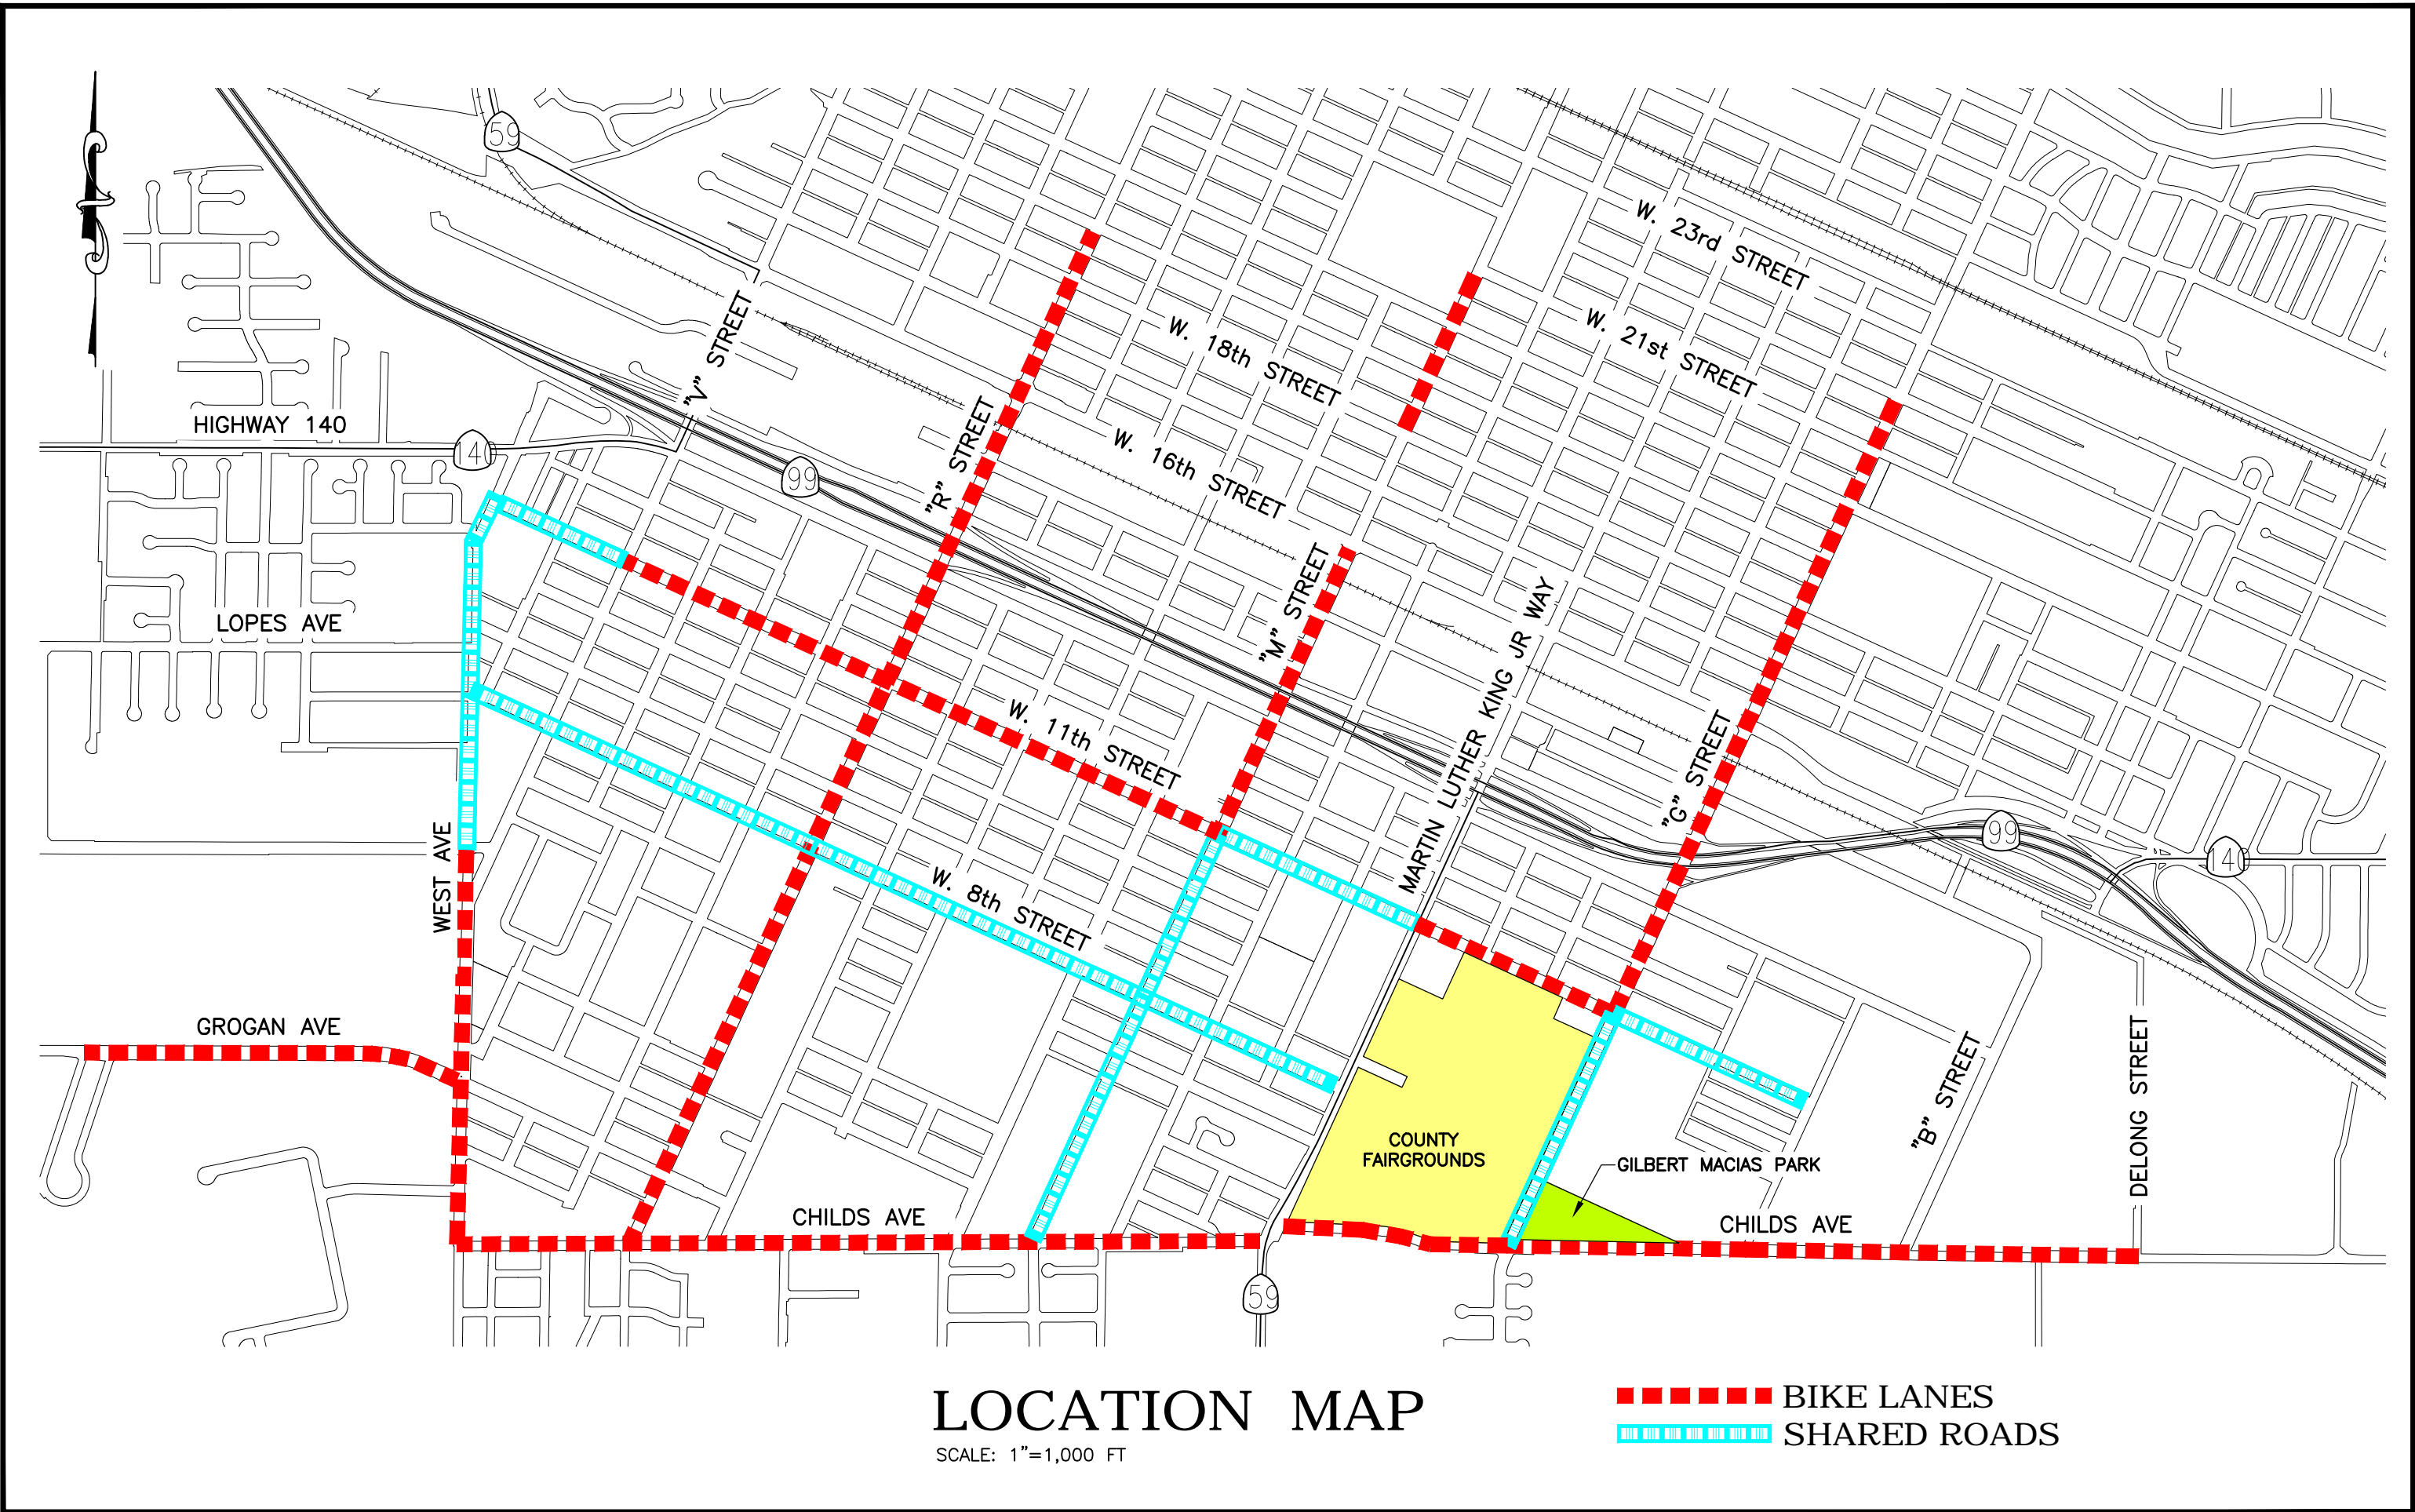 59
W. 23rd STREET
"V" STREET
W. 18th STREET
W. 21st STREET
HIGHWAY 140
140
99
"R" STREET
W. 16th STREET
"M" STREET
LOPES AVE
MARTIN LUTHER KING JR WAY
W. 11th STREET
"G" STREET
99
140
WEST AVE
W. 8th STREET
GROGAN AVE
"B" STREET
DELONG STREET
COUNTY
FAIRGROUNDS
GILBERT MACIAS PARK
CHILDS AVE
CHILDS AVE
59
LOCATION MAP
SCALE: 1"=1,000 FT
BIKE LANES
SHARED ROADS